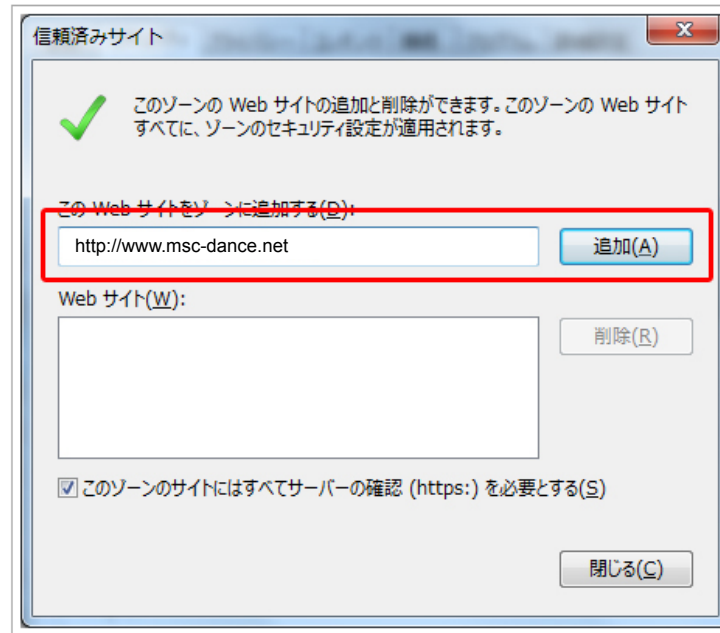 信頼済みサイト
このゾーンの Web サイトの追加と削除ができます。このゾーンの Web サイト
すべてに、ゾーンのセキュリティ設定が適用されます。
この Web サイトをゾーンに追加する(D):
http://www.msc-dance.net
追加(A)
Web サイト(W):
削除(R)
このゾーンのサイトにはすべてサーバーの確認 (https:) を必要とする(S)
閉じる(C)